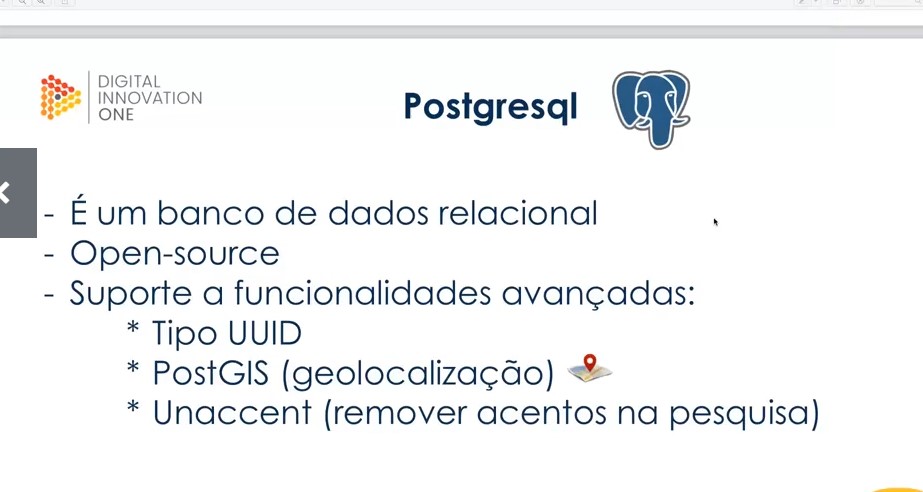 DIGITAL
INNOVATION
ONE
Postgresql
- É um banco de dados relacional
- Open-source
- Suporte a funcionalidades avançadas:
* Tipo UUID
* PostGIS (geolocalização)
* Unaccent (remover acentos na pesquisa)